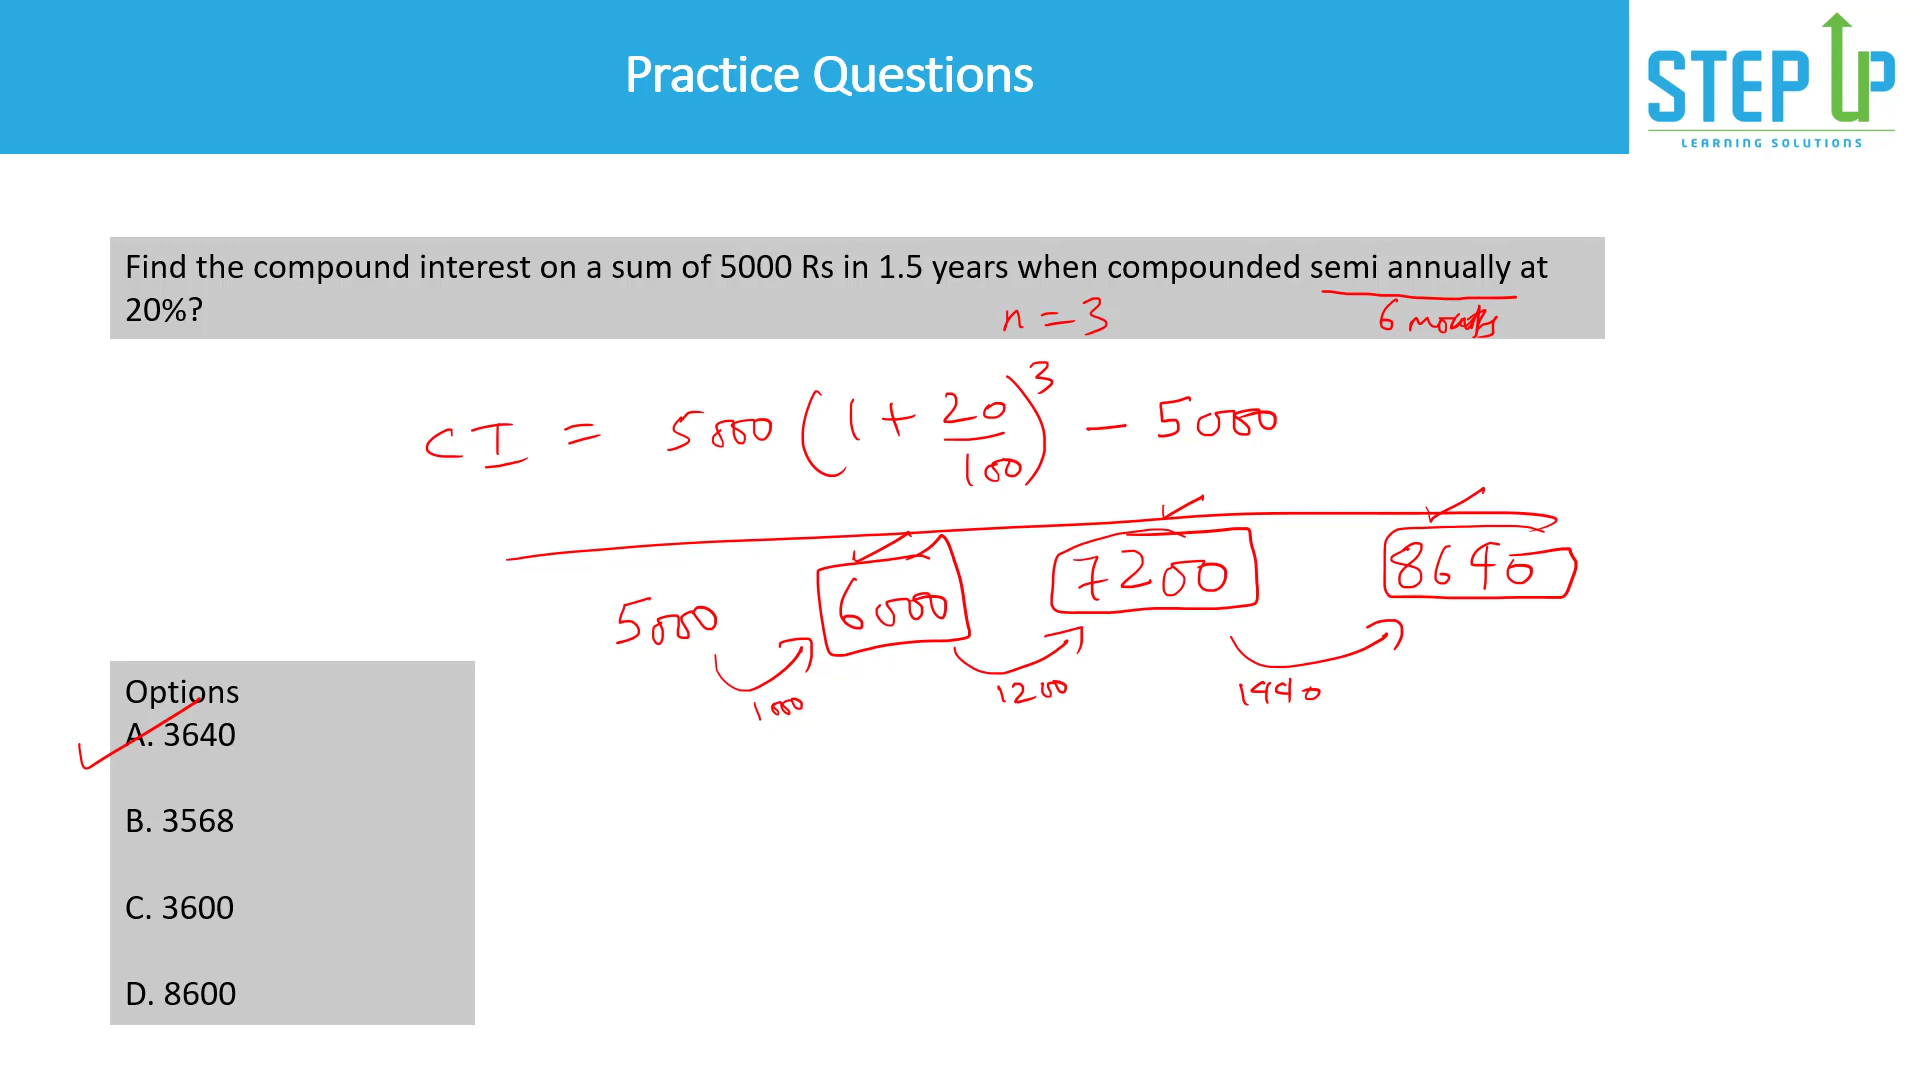 Practice Questions
STEP UP
LEARNING SOLUTIONS
Find the compound interest on a sum of 5000 Rs in 1.5 years when compounded semi annually at
20%?
n = 3
6 months
CI = 5000 (1 + 20/100)^3 - 5000
5000 6000 7200 8640
1000 1200 1440
Options
A. 3640
B. 3568
C. 3600
D. 8600